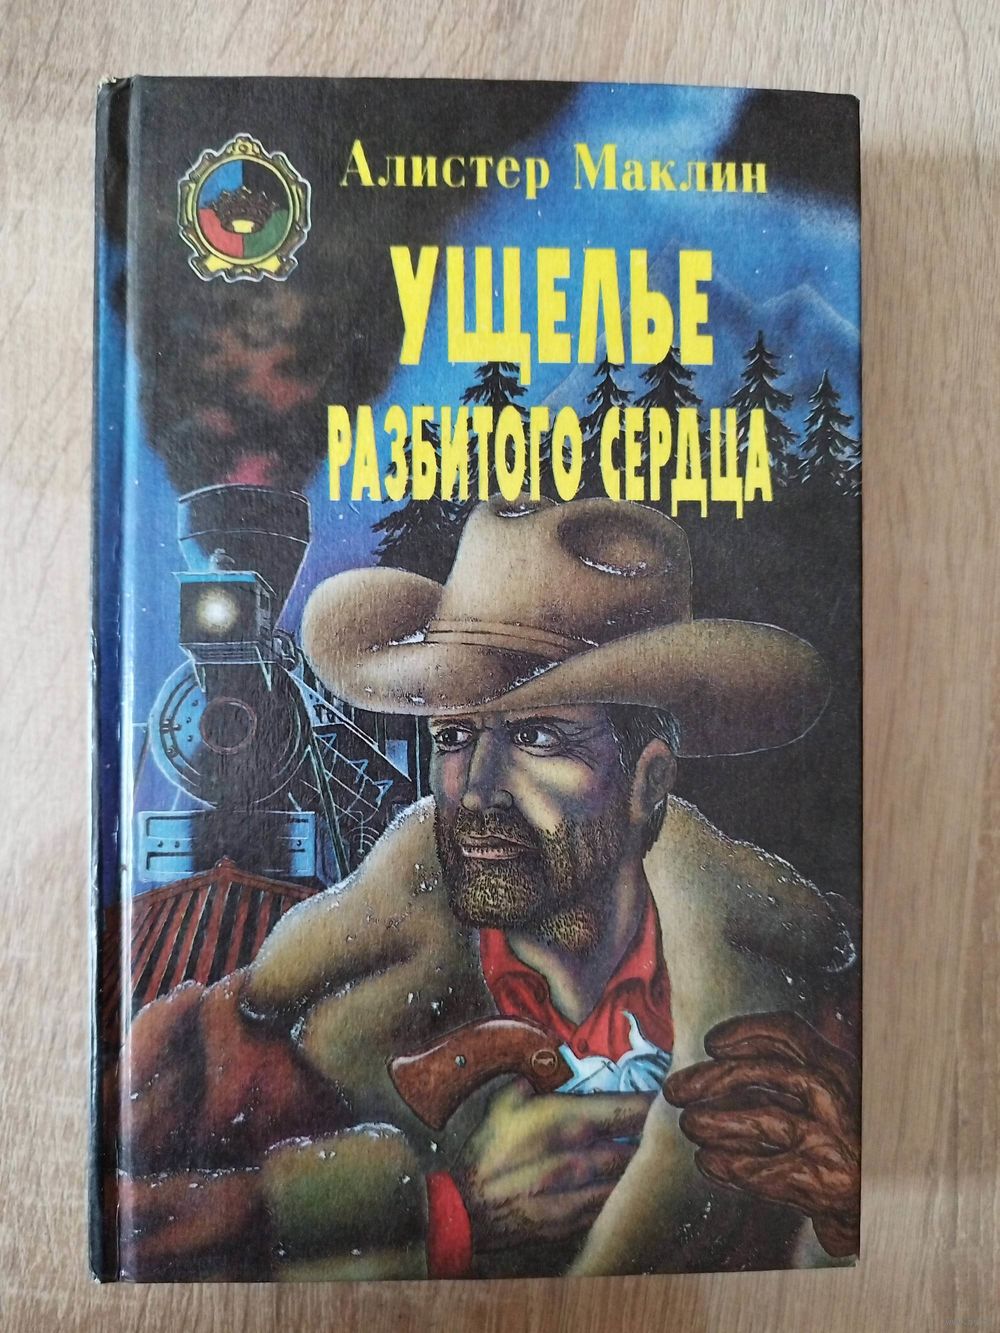 Алистер Маклин
УЩЕЛЬЕ
РАЗБИТОГО СЕРДЦА